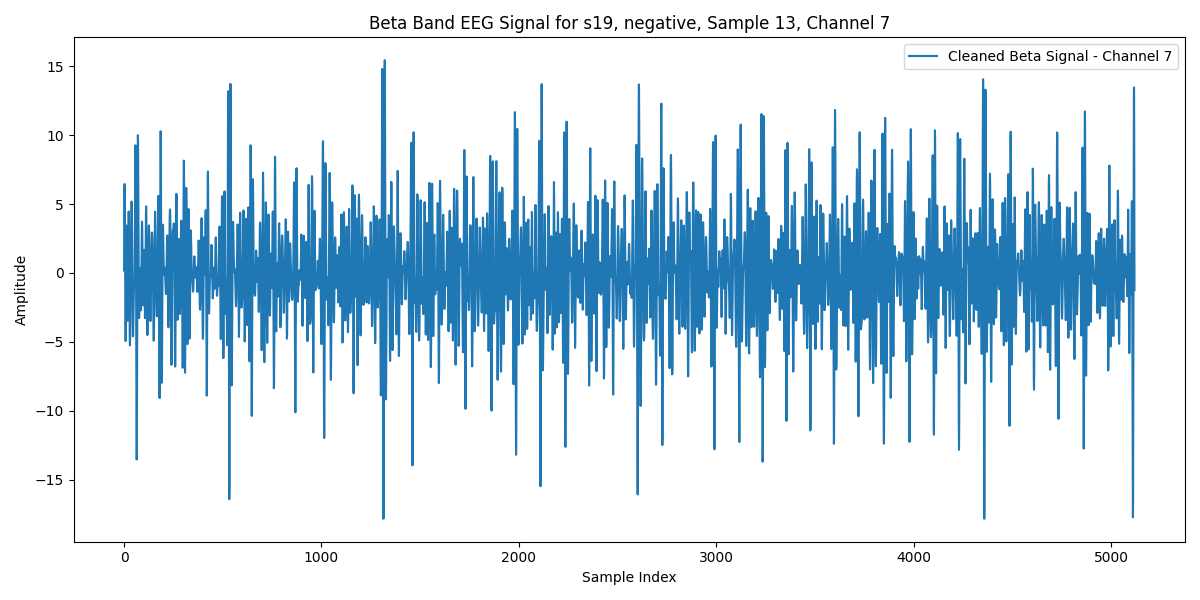 Beta Band EEG Signal for s19, negative, Sample 13, Channel 7
Cleaned Beta Signal - Channel 7
15
10
5
0
−5
−10
−15
Amplitude
0 1000 2000 3000 4000 5000
Sample Index